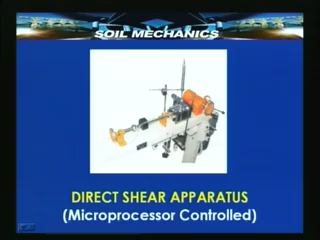 SOIL MECHANICS
DIRECT SHEAR APPARATUS
(Microprocessor Controlled)